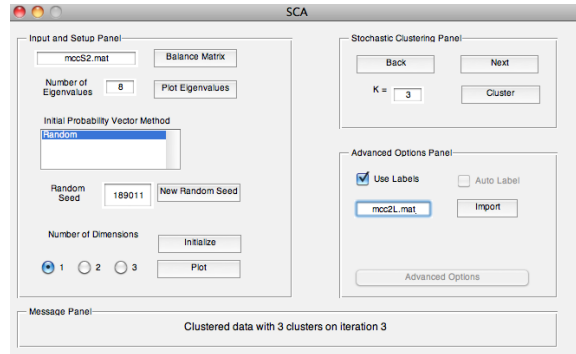 SCA
Input and Setup Panel
mccS2.mat
Balance Matrix
Number of
Eigenvalues
8
Plot Eigenvalues
Initial Probability Vector Method
Random
Random
Seed
189011
New Random Seed
Number of Dimensions
Initialize
1
2
3
Plot
Stochastic Clustering Panel
Back
Next
K =
3
Cluster
Advanced Options Panel
Use Labels
Auto Label
mcc2L.mat
Import
Advanced Options
Message Panel
Clustered data with 3 clusters on iteration 3